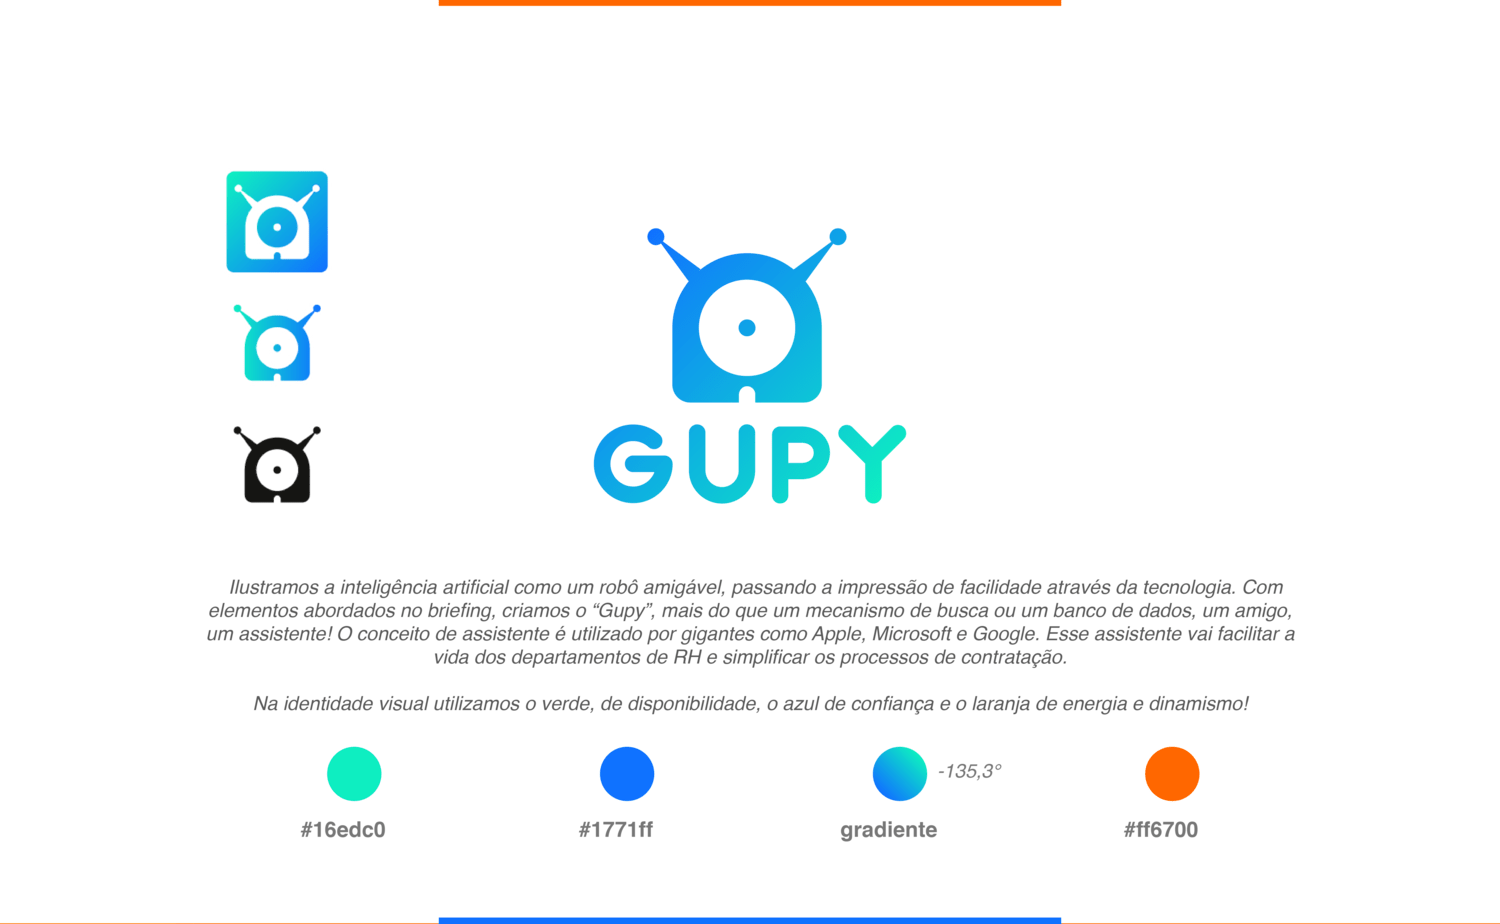 GUPY
Ilustramos a inteligência artificial como um robô amigável, passando a impressão de facilidade através da tecnologia. Com
elementos abordados no briefing, criamos o “Gupy”, mais do que um mecanismo de busca ou um banco de dados, um amigo,
um assistente! O conceito de assistente é utilizado por gigantes como Apple, Microsoft e Google. Esse assistente vai facilitar a
vida dos departamentos de RH e simplificar os processos de contratação.
Na identidade visual utilizamos o verde, de disponibilidade, o azul de confiança e o laranja de energia e dinamismo!
-135,3°
#16edc0
#1771ff
gradiente
#ff6700